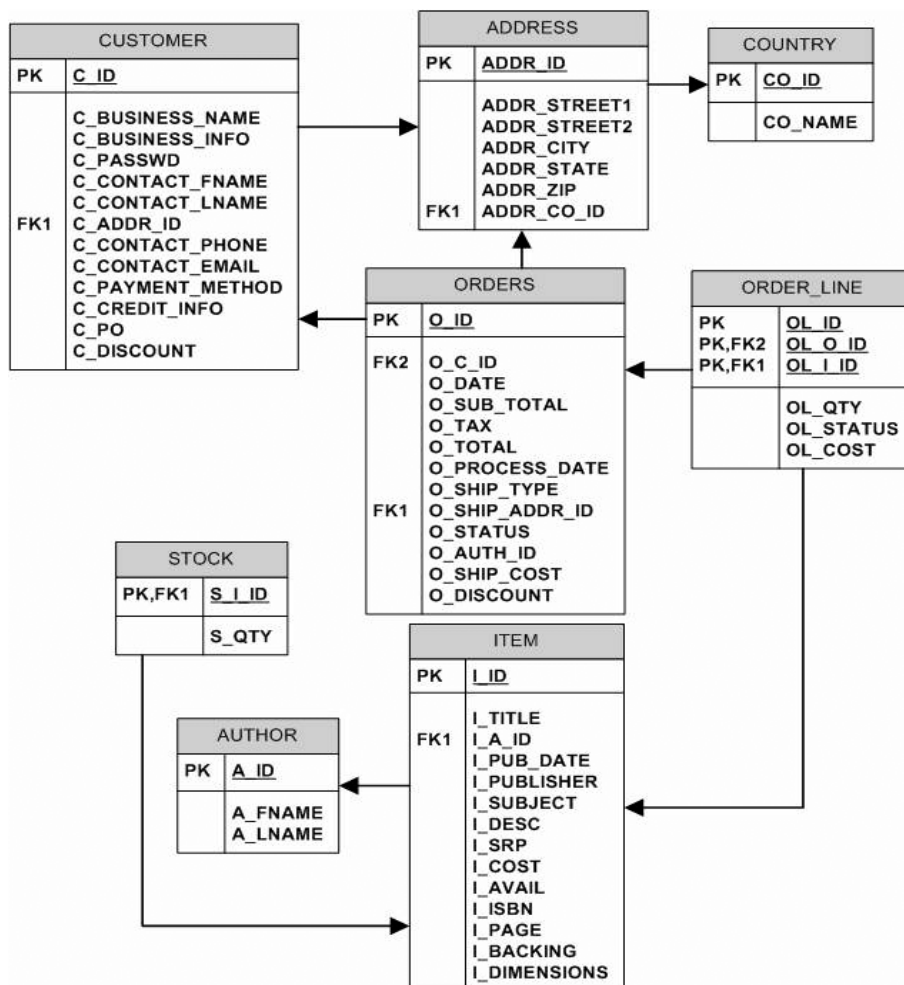 CUSTOMER
PK C_ID
C_BUSINESS_NAME
C_BUSINESS_INFO
C_PASSWD
C_CONTACT_FNAME
C_CONTACT_LNAME
FK1 C_ADDR_ID
C_CONTACT_PHONE
C_CONTACT_EMAIL
C_PAYMENT_METHOD
C_CREDIT_INFO
C_PO
C_DISCOUNT
ADDRESS
PK ADDR_ID
ADDR_STREET1
ADDR_STREET2
ADDR_CITY
ADDR_STATE
ADDR_ZIP
FK1 ADDR_CO_ID
COUNTRY
PK CO_ID
CO_NAME
ORDERS
PK O_ID
FK2 O_C_ID
O_DATE
O_SUB_TOTAL
O_TAX
O_TOTAL
O_PROCESS_DATE
O_SHIP_TYPE
FK1 O_SHIP_ADDR_ID
O_STATUS
O_AUTH_ID
O_SHIP_COST
O_DISCOUNT
ORDER_LINE
PK OL_ID
PK,FK2 OL_O_ID
PK,FK1 OL_I_ID
OL_QTY
OL_STATUS
OL_COST
STOCK
PK,FK1 S_I_ID
S_QTY
AUTHOR
PK A_ID
A_FNAME
A_LNAME
ITEM
PK I_ID
I_TITLE
FK1 I_A_ID
I_PUB_DATE
I_PUBLISHER
I_SUBJECT
I_DESC
I_SRP
I_COST
I_AVAIL
I_ISBN
I_PAGE
I_BACKING
I_DIMENSIONS